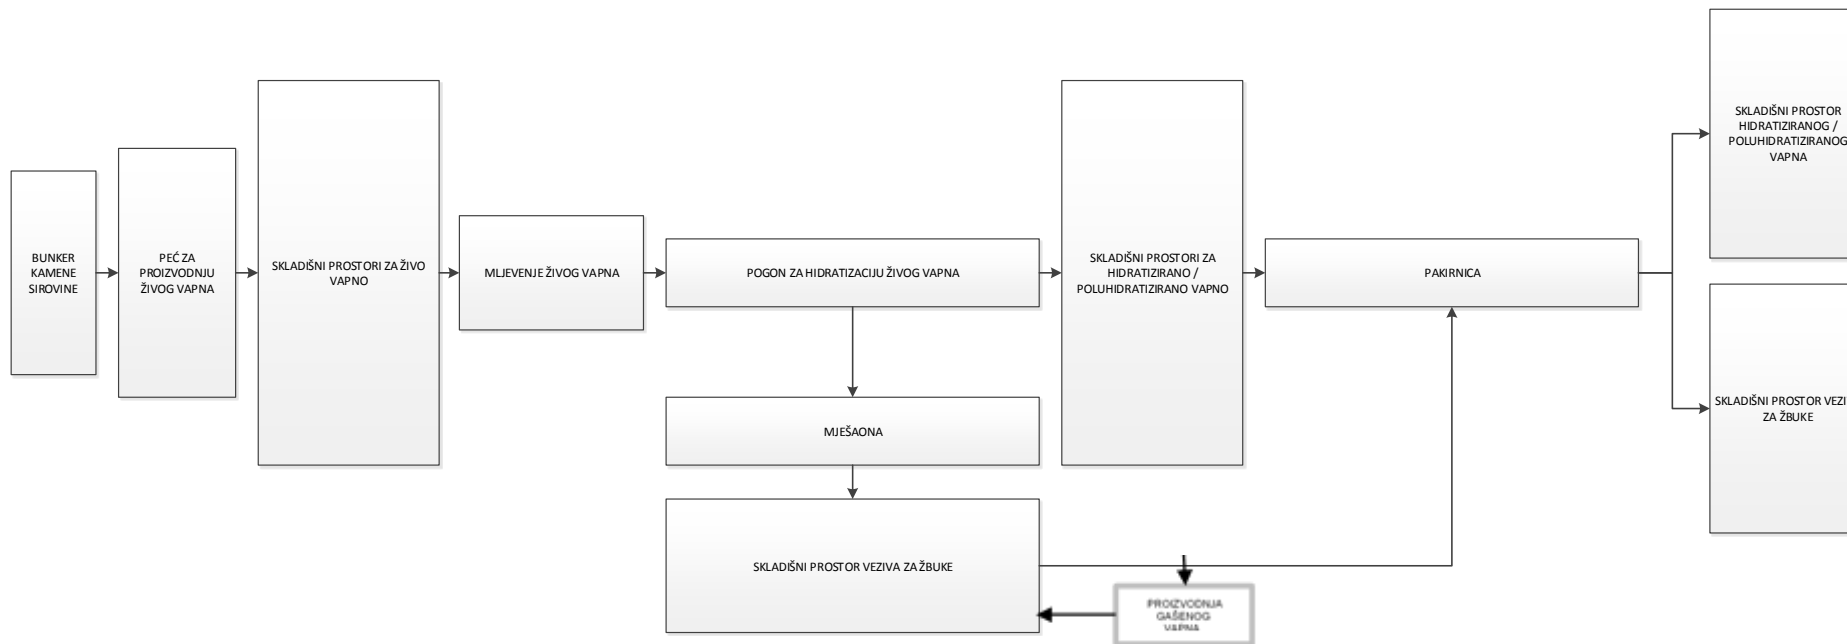 BUNKER
KAMENE
SIROVINE
PEĆ ZA
PROIZVODNJU
ŽIVOG VAPNA
SKLADIŠNI PROSTORI ZA ŽIVO
VAPNO
MLJEVENJE ŽIVOG VAPNA
POGON ZA HIDRATIZACIJU ŽIVOG VAPNA
SKLADIŠNI PROSTORI ZA
HIDRATIZIRANO /
POLUHIDRATIZIRANO VAPNO
PAKIRNICA
SKLADIŠNI PROSTOR
HIDRATIZIRANOG /
POLUHIDRATIZIRANOG
VAPNA
MJEŠAONA
SKLADIŠNI PROSTOR VEZIVA ZA ŽBUKE
SKLADIŠNI PROSTOR VEZI
ZA ŽBUKE
PROIZVODNJA
GAŠENOG
VAPNA